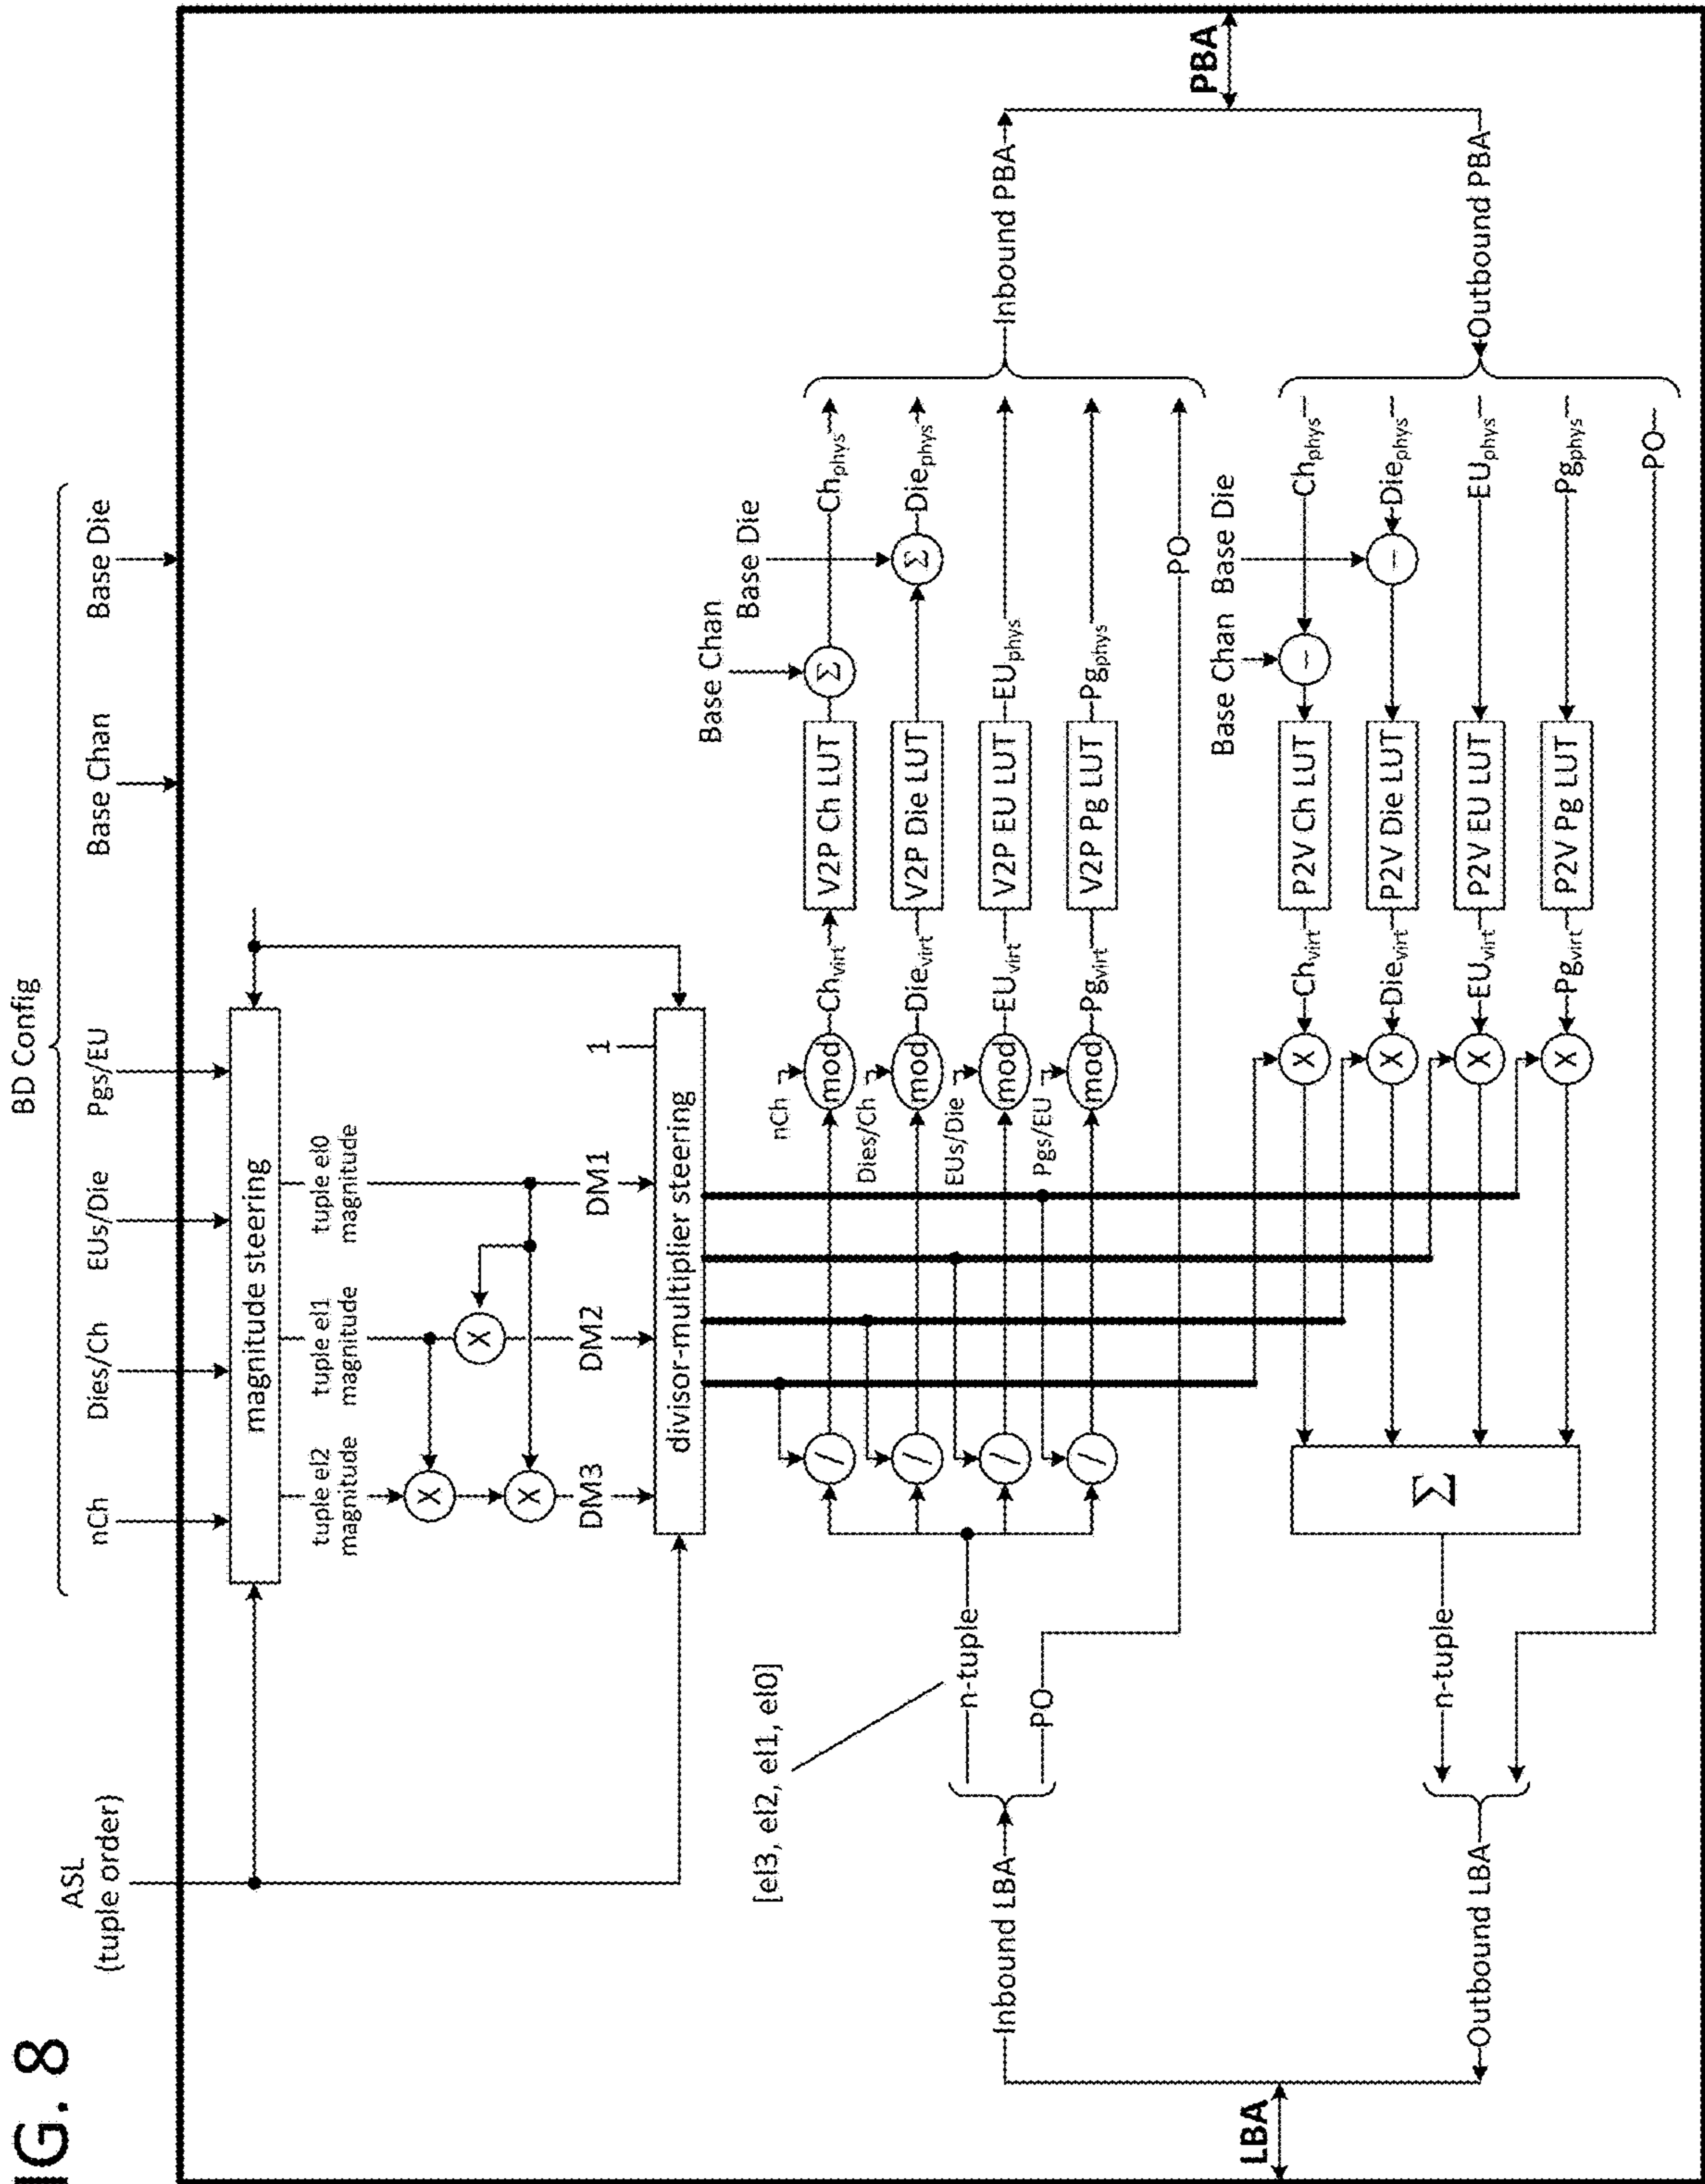 IG. 8
ASL
(tuple order)
BD Config
nCh
Dies/Ch
EUs/Die
Pgs/EU
Base Chan
Base Die
magnitude steering
tuple el2
magnitude
tuple el1
magnitude
tuple el0
magnitude
X
X
X
DM3
DM2
DM1
1
divisor-multiplier steering
[el3, el2, el1, el0]
LBA
Inbound LBA
n-tuple
PO
/
/
/
/
nCh
Dies/Ch
EUs/Die
Pgs/EU
mod
mod
mod
mod
Chvirt
Dievirt
EUvirt
Pgvirt
V2P Ch LUT
V2P Die LUT
V2P EU LUT
V2P Pg LUT
Base Chan
Base Die
Σ
Σ
Chphys
Diephys
EUphys
Pgphys
PO
Inbound PBA
PBA
Outbound LBA
n-tuple
Σ
X
X
X
X
Chvirt
Dievirt
EUvirt
Pgvirt
P2V Ch LUT
P2V Die LUT
P2V EU LUT
P2V Pg LUT
Base Chan
Base Die
−
−
Chphys
Diephys
EUphys
Pgphys
PO
Outbound PBA